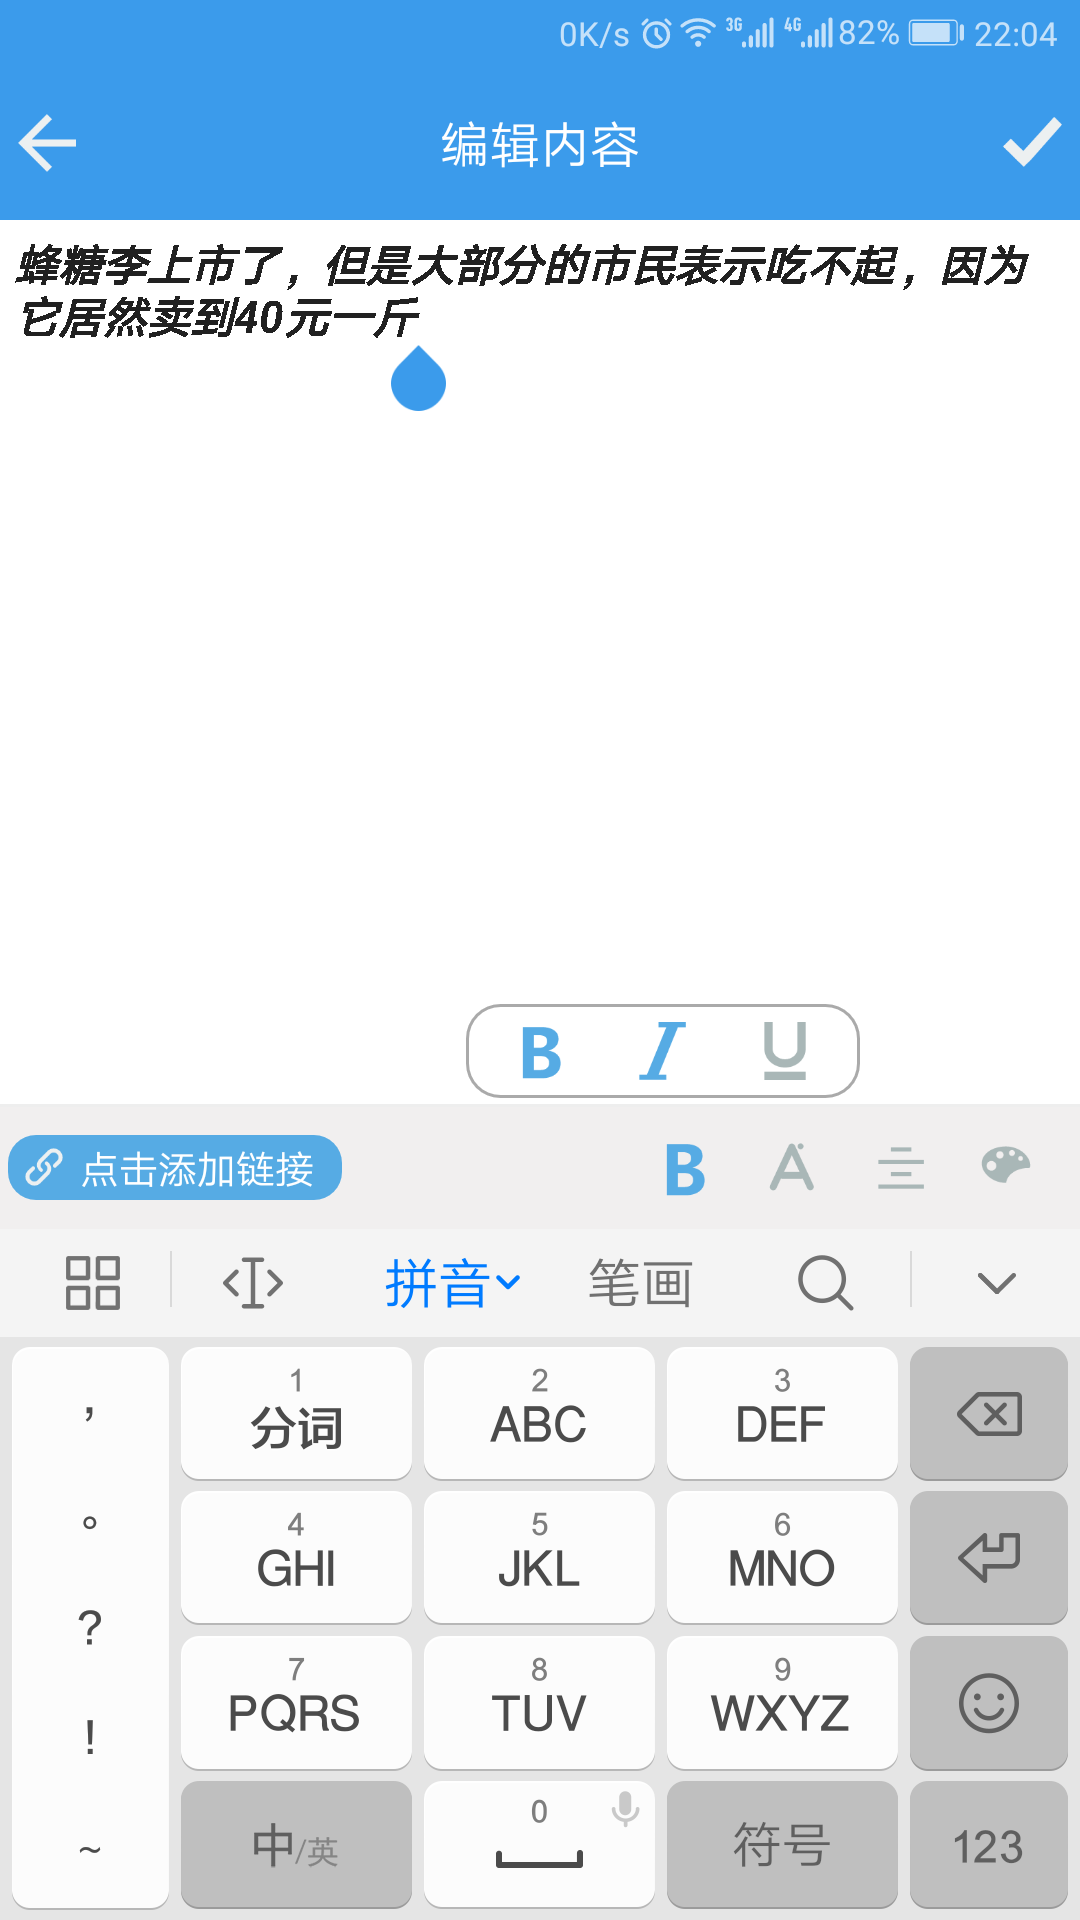 0K/s 3G 4G 82% 22:04
编辑内容
蜂糖李上市了，但是大部分的市民表示吃不起，因为
它居然卖到40元一斤
B I U
点击添加链接 B A
拼音 笔画
，
。
?
!
~
1 2 3
分词 ABC DEF
4 5 6
GHI JKL MNO
7 8 9
PQRS TUV WXYZ
中/英 0 符号 123